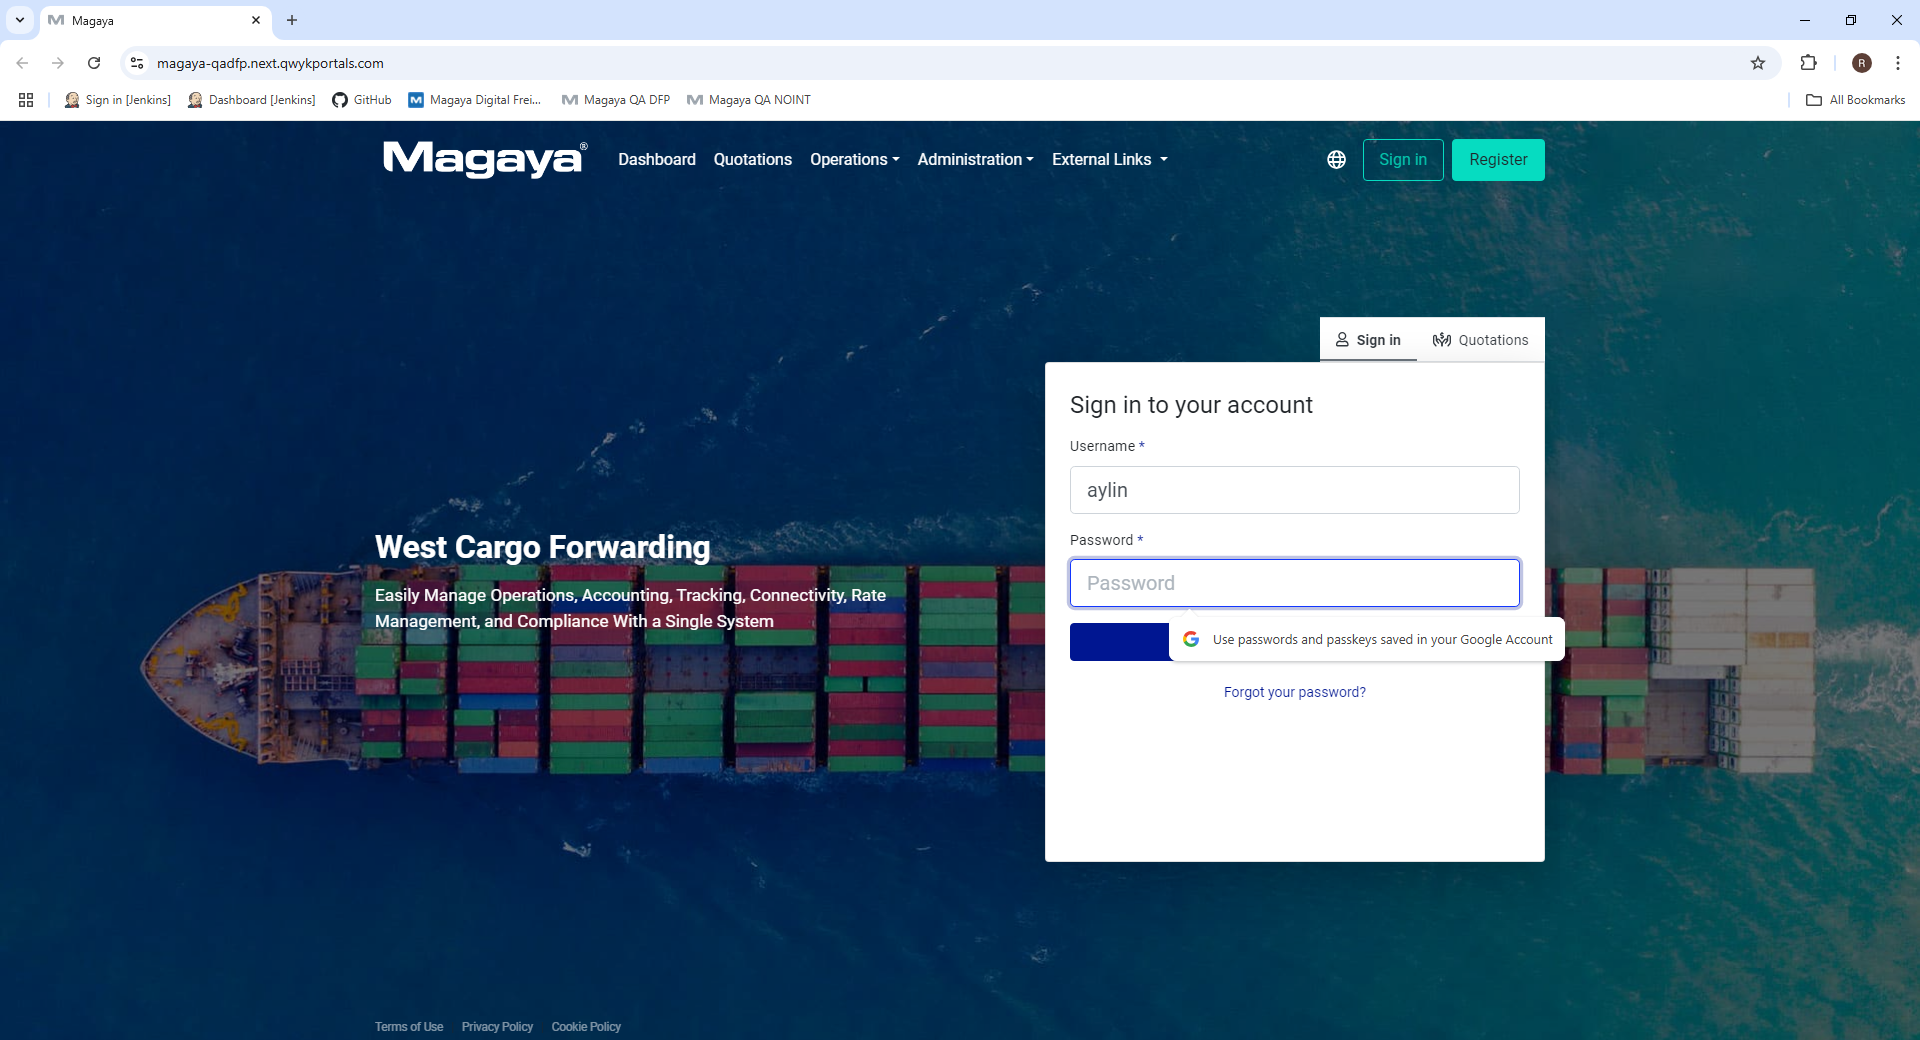 Magaya
magaya-qadfp.next.qwykportals.com
R
Sign in [Jenkins]
Dashboard [Jenkins]
GitHub
Magaya Digital Frei...
Magaya QA DFP
Magaya QA NOINT
All Bookmarks
Magaya®
Dashboard
Quotations
Operations
Administration
External Links
Sign in
Register
Sign in
Quotations
Sign in to your account
Username *
aylin
Password *
Password
Use passwords and passkeys saved in your Google Account
Forgot your password?
West Cargo Forwarding
Easily Manage Operations, Accounting, Tracking, Connectivity, Rate
Management, and Compliance With a Single System
Terms of Use
Privacy Policy
Cookie Policy